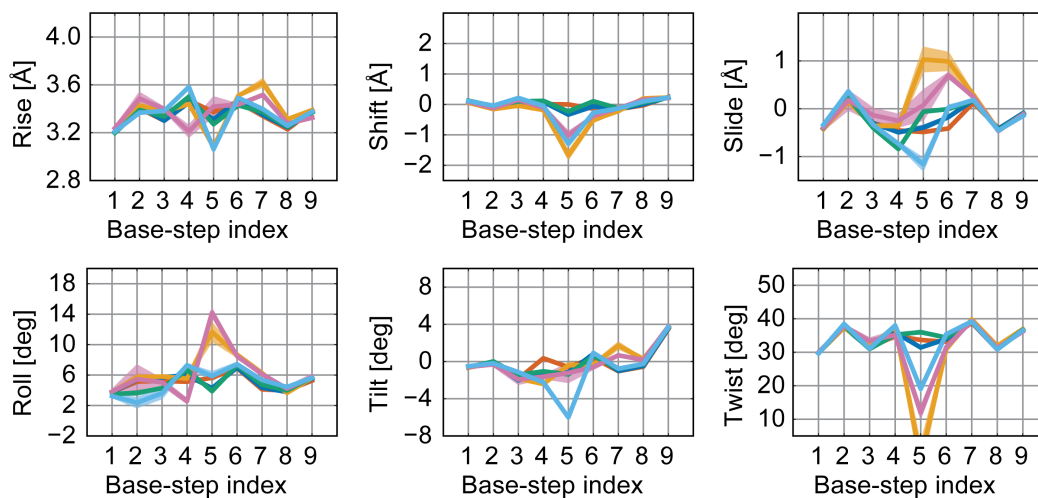 Rise [Å]
4.0
3.6
3.2
2.8
1 2 3 4 5 6 7 8 9
Base-step index
Shift [Å]
2
1
0
−1
−2
1 2 3 4 5 6 7 8 9
Base-step index
Slide [Å]
1
0
−1
1 2 3 4 5 6 7 8 9
Base-step index
Roll [deg]
18
14
10
6
2
−2
1 2 3 4 5 6 7 8 9
Base-step index
Tilt [deg]
8
4
0
−4
−8
1 2 3 4 5 6 7 8 9
Base-step index
Twist [deg]
50
40
30
20
10
1 2 3 4 5 6 7 8 9
Base-step index